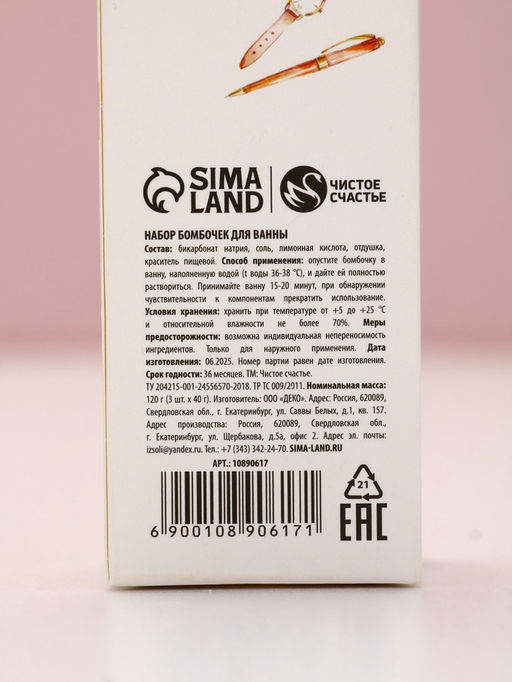 SIMA
LAND
ЧИСТОЕ
СЧАСТЬЕ
НАБОР БОМБОЧЕК ДЛЯ ВАННЫ
Состав: бикарбонат натрия, соль, лимонная кислота, отдушка,
краситель пищевой. Способ применения: опустите бомбочку в
ванну, наполненную водой (t воды 36-38 °C), и дайте ей полностью
раствориться. Принимайте ванну 15-20 минут, при обнаружении
чувствительности к компонентам прекратить использование.
Условия хранения: хранить при температуре от +5 до +25 °C
и относительной влажности не более 70%. Меры
предосторожности: возможна индивидуальная непереносимость
ингредиентов. Только для наружного применения. Дата
изготовления: 06.2025. Номер партии равен дате изготовления.
Срок годности: 36 месяцев. ТМ: Чистое счастье.
ТУ 204215-001-24556570-2018. ТР ТС 009/2011. Номинальная масса:
120 г (3 шт. х 40 г). Изготовитель: ООО «ДЕКО». Адрес: Россия, 620089,
Свердловская обл., г. Екатеринбург, ул. Саввы Белых, д.1, кв. 157.
Адрес производства: Россия, 620089, Свердловская обл.,
г. Екатеринбург, ул. Щербакова, д.5а, офис 2. Адрес эл. почты:
izsoli@yandex.ru Тел.: +7 (343) 342-24-70. SIMA-LAND.RU
АРТ.: 10890617
6 900108 906171
21
EAC